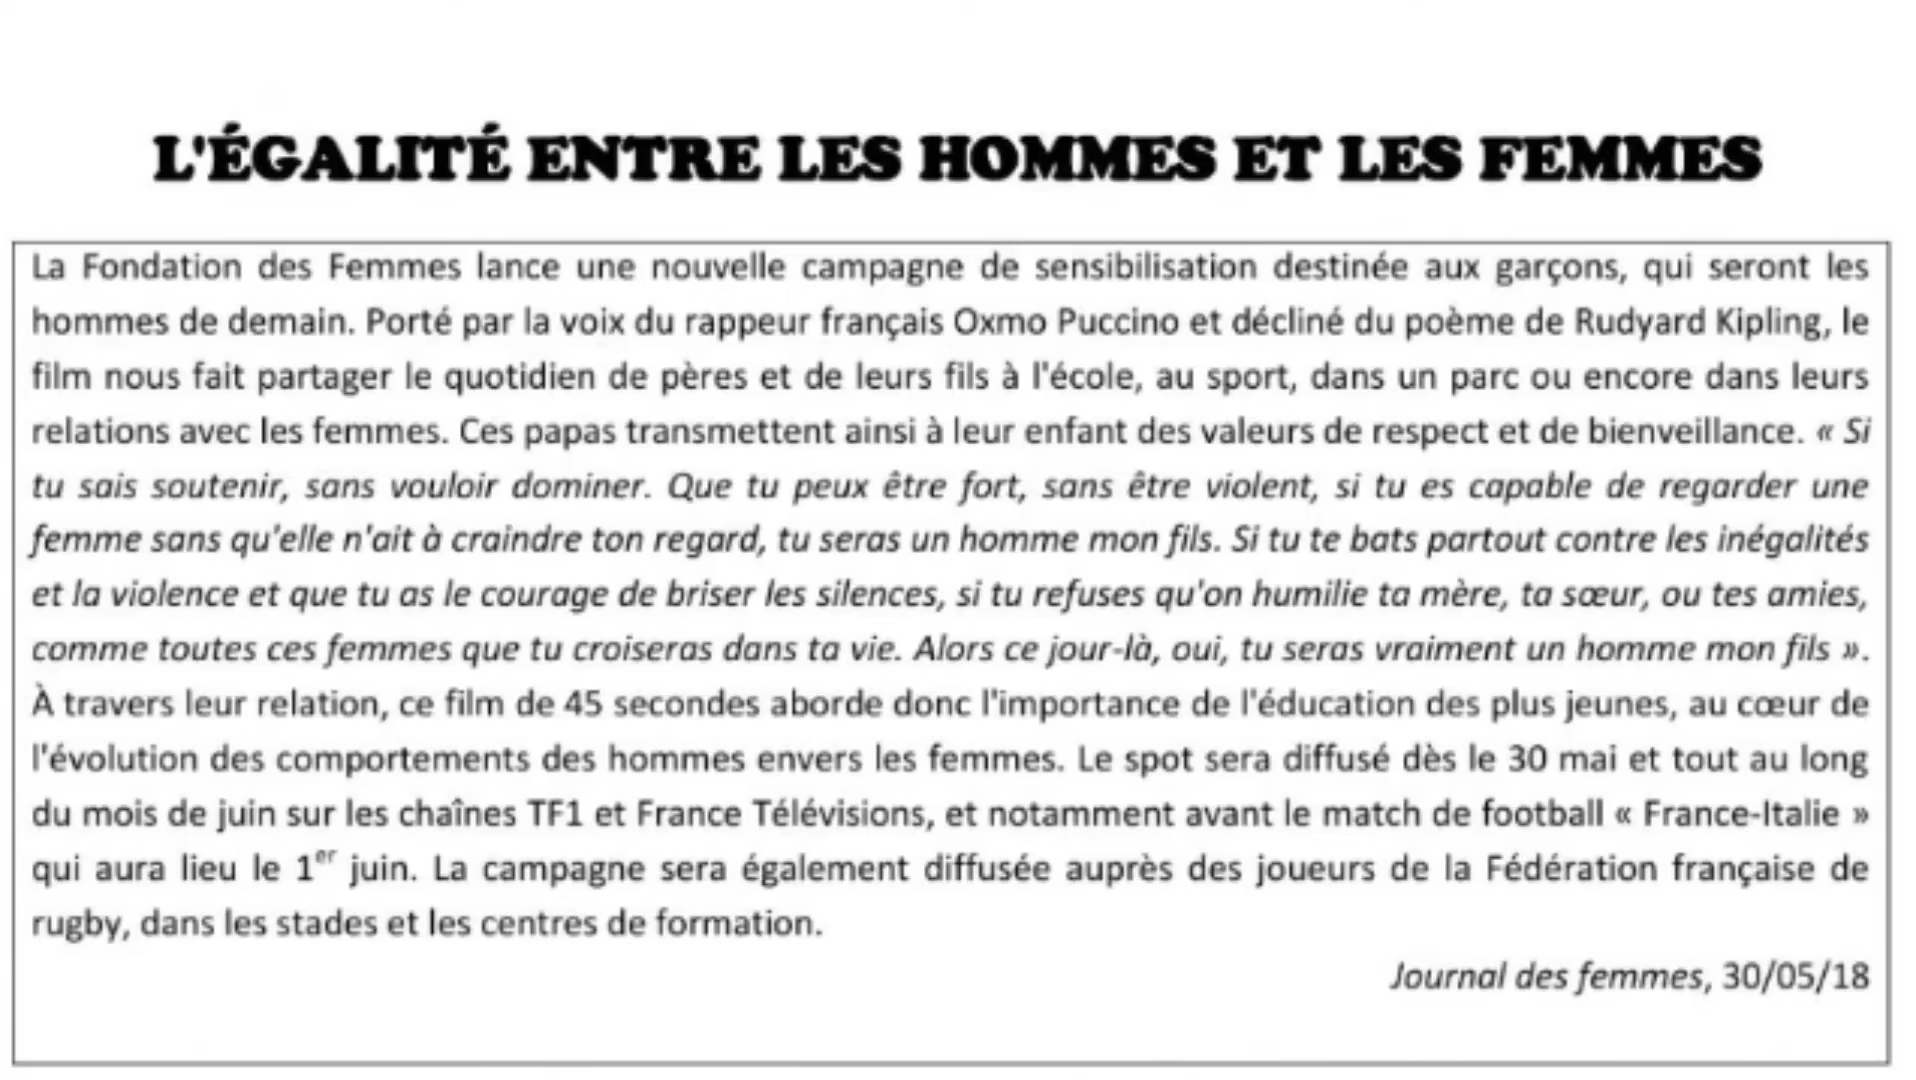 L'ÉGALITÉ ENTRE LES HOMMES ET LES FEMMES
La Fondation des Femmes lance une nouvelle campagne de sensibilisation destinée aux garçons, qui seront les
hommes de demain. Porté par la voix du rappeur français Oxmo Puccino et décliné du poème de Rudyard Kipling, le
film nous fait partager le quotidien de pères et de leurs fils à l'école, au sport, dans un parc ou encore dans leurs
relations avec les femmes. Ces papas transmettent ainsi à leur enfant des valeurs de respect et de bienveillance. « Si
tu sais soutenir, sans vouloir dominer. Que tu peux être fort, sans être violent, si tu es capable de regarder une
femme sans qu'elle n'ait à craindre ton regard, tu seras un homme mon fils. Si tu te bats partout contre les inégalités
et la violence et que tu as le courage de briser les silences, si tu refuses qu'on humilie ta mère, ta sœur, ou tes amies,
comme toutes ces femmes que tu croiseras dans ta vie. Alors ce jour-là, oui, tu seras vraiment un homme mon fils ».
À travers leur relation, ce film de 45 secondes aborde donc l'importance de l'éducation des plus jeunes, au cœur de
l'évolution des comportements des hommes envers les femmes. Le spot sera diffusé dès le 30 mai et tout au long
du mois de juin sur les chaînes TF1 et France Télévisions, et notamment avant le match de football « France-Italie »
qui aura lieu le 1er juin. La campagne sera également diffusée auprès des joueurs de la Fédération française de
rugby, dans les stades et les centres de formation.
Journal des femmes, 30/05/18